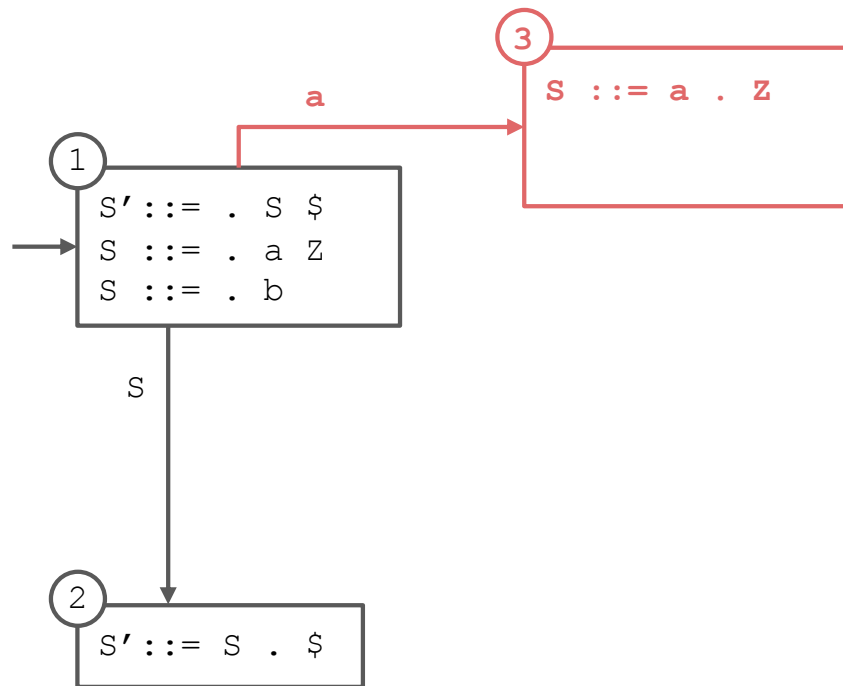 3
S ::= a . Z
a
1
S’::= . S $
S ::= . a Z
S ::= . b
S
2
S’::= S . $